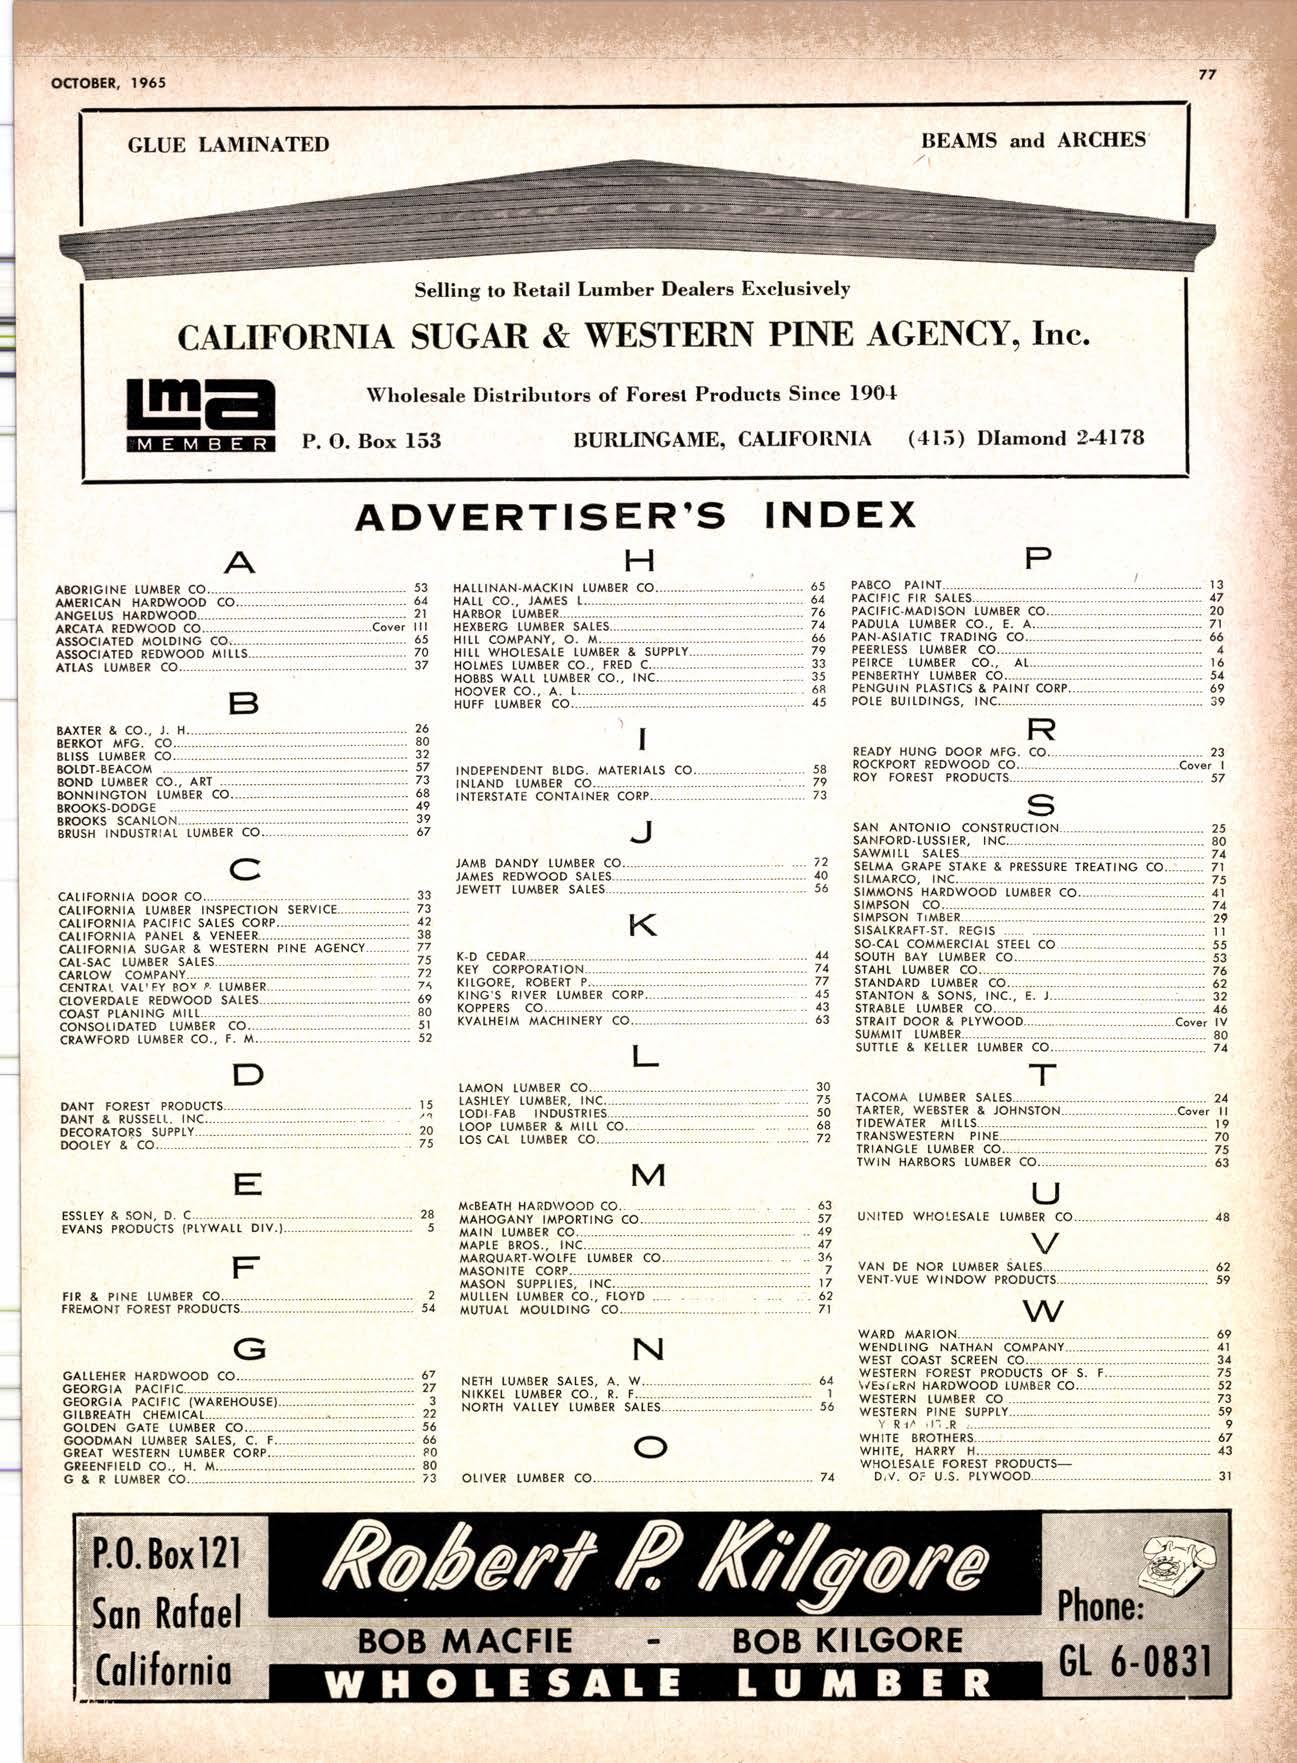 OCTOBER, 1965
77
GLUE LAMINATED
BEAMS and ARCHES
Selling to Retail Lumber Dealers Exclusively
CALIFORNIA SUGAR & WESTERN PINE AGENCY, Inc.
lma
MEMBER
Wholesale Distributors of Forest Products Since 1904
P. O. Box 153 BURLINGAME, CALIFORNIA (415) DIamond 2-4178
ADVERTISER'S INDEX
A
ABORIGINE LUMBER CO. 53
AMERICAN HARDWOOD CO. 64
ANGELUS HARDWOOD 21
ARCATA REDWOOD CO. Cover III
ASSOCIATED MOLDING CO. 65
ASSOCIATED REDWOOD MILLS 70
ATLAS LUMBER CO. 37
B
BAXTER & CO., J. H. 26
BERKOT MFG. CO. 80
BLISS LUMBER CO. 32
BOLDT-BEACOM 57
BOND LUMBER CO., ART 73
BONNINGTON LUMBER CO. 68
BROOKS-DODGE 49
BROOKS SCANLON 39
BRUSH INDUSTRIAL LUMBER CO. 67
C
CALIFORNIA DOOR CO. 33
CALIFORNIA LUMBER INSPECTION SERVICE 73
CALIFORNIA PACIFIC SALES CORP. 42
CALIFORNIA PANEL & VENEER 38
CALIFORNIA SUGAR & WESTERN PINE AGENCY 77
CAL-SAC LUMBER SALES 75
CARLOW COMPANY 72
CENTRAL VALLEY BOX & LUMBER
CLOVERDALE REDWOOD SALES 69
COAST PLANING MILL 80
CONSOLIDATED LUMBER CO. 51
CRAWFORD LUMBER CO., F. M. 52
D
DANT FOREST PRODUCTS 15
DANT & RUSSELL, INC.
DECORATORS SUPPLY 20
DOOLEY & CO. 75
E
ESSLEY & SON, D. C. 28
EVANS PRODUCTS (PLYWALL DIV.) 5
F
FIR & PINE LUMBER CO. 2
FREMONT FOREST PRODUCTS 54
G
GALLEHER HARDWOOD CO. 67
GEORGIA PACIFIC 27
GEORGIA PACIFIC (WAREHOUSE) 3
GILBREATH CHEMICAL 22
GOLDEN GATE LUMBER CO. 56
GOODMAN LUMBER SALES, C. F. 66
GREAT WESTERN LUMBER CORP. 80
GREENFIELD CO., H. M. 80
G & R LUMBER CO. 73
H
HALLINAN-MACKIN LUMBER CO. 65
HALL CO., JAMES L. 64
HARBOR LUMBER 76
HEXBERG LUMBER SALES 74
HILL COMPANY, O. M. 66
HILL WHOLESALE LUMBER & SUPPLY 79
HOLMES LUMBER CO., FRED C. 33
HOBBS WALL LUMBER CO., INC. 35
HOOVER CO., A. L. 68
HUFF LUMBER CO. 45
I
INDEPENDENT BLDG. MATERIALS CO. 58
INLAND LUMBER CO. 79
INTERSTATE CONTAINER CORP. 73
J
JAMB DANDY LUMBER CO. 72
JAMES REDWOOD SALES 40
JEWETT LUMBER SALES 56
K
K-D CEDAR 44
KEY CORPORATION 74
KILGORE, ROBERT P. 77
KING'S RIVER LUMBER CORP. 45
KOPPERS CO. 43
KVALHEIM MACHINERY CO. 63
L
LAMON LUMBER CO. 30
LASHLEY LUMBER, INC. 75
LODI-FAB INDUSTRIES 50
LOOP LUMBER & MILL CO. 68
LOS CAL LUMBER CO. 72
M
McBEATH HARDWOOD CO. 63
MAHOGANY IMPORTING CO. 57
MAIN LUMBER CO. 49
MAPLE BROS., INC. 47
MARQUART-WOLFE LUMBER CO. 36
MASONITE CORP. 7
MASON SUPPLIES, INC. 17
MULLEN LUMBER CO., FLOYD 62
MUTUAL MOULDING CO. 71
N
NETH LUMBER SALES, A. W. 64
NIKKEL LUMBER CO., R. F. 1
NORTH VALLEY LUMBER SALES 56
O
OLIVER LUMBER CO. 74
P
PABCO PAINT 13
PACIFIC FIR SALES 47
PACIFIC-MADISON LUMBER CO. 20
PADULA LUMBER CO., E. A. 71
PAN-ASIATIC TRADING CO. 66
PEERLESS LUMBER CO. 4
PEIRCE LUMBER CO., AL 16
PENBERTHY LUMBER CO. 54
PENGUIN PLASTICS & PAINT CORP. 69
POLE BUILDINGS, INC. 39
R
READY HUNG DOOR MFG. CO. 23
ROCKPORT REDWOOD CO. Cover I
ROY FOREST PRODUCTS 57
S
SAN ANTONIO CONSTRUCTION 25
SANFORD-LUSSIER, INC. 80
SAWMILL SALES 74
SELMA GRAPE STAKE & PRESSURE TREATING CO. 71
SILMARCO, INC. 75
SIMMONS HARDWOOD LUMBER CO. 41
SIMPSON CO. 74
SIMPSON TIMBER 29
SISALKRAFT-ST. REGIS 11
SO-CAL COMMERCIAL STEEL CO. 55
SOUTH BAY LUMBER CO. 53
STAHL LUMBER CO. 76
STANDARD LUMBER CO. 62
STANTON & SONS, INC., E. J. 32
STRABLE LUMBER CO. 46
STRAIT DOOR & PLYWOOD Cover IV
SUMMIT LUMBER 80
SUTTLE & KELLER LUMBER CO. 74
T
TACOMA LUMBER SALES 24
TARTER, WEBSTER & JOHNSTON Cover II
TIDEWATER MILLS 19
TRANSWESTERN PINE 70
TRIANGLE LUMBER CO. 75
TWIN HARBORS LUMBER CO. 63
U
UNITED WHOLESALE LUMBER CO. 48
V
VAN DE NOR LUMBER SALES 62
VENT-VUE WINDOW PRODUCTS 59
W
WARD MARION 69
WENDLING NATHAN COMPANY 41
WEST COAST SCREEN CO. 34
WESTERN FOREST PRODUCTS OF S. F. 75
WESTERN HARDWOOD LUMBER CO. 52
WESTERN LUMBER CO 73
WESTERN PINE SUPPLY 59
9
WHITE BROTHERS 67
WHITE, HARRY H. 43
WHOLESALE FOREST PRODUCTS—
DIV. OF U.S. PLYWOOD 31
P.O. Box 121
San Rafael
California
Robert P. Kilgore
BOB MACFIE - BOB KILGORE
WHOLESALE LUMBER
Phone:
GL 6-0831